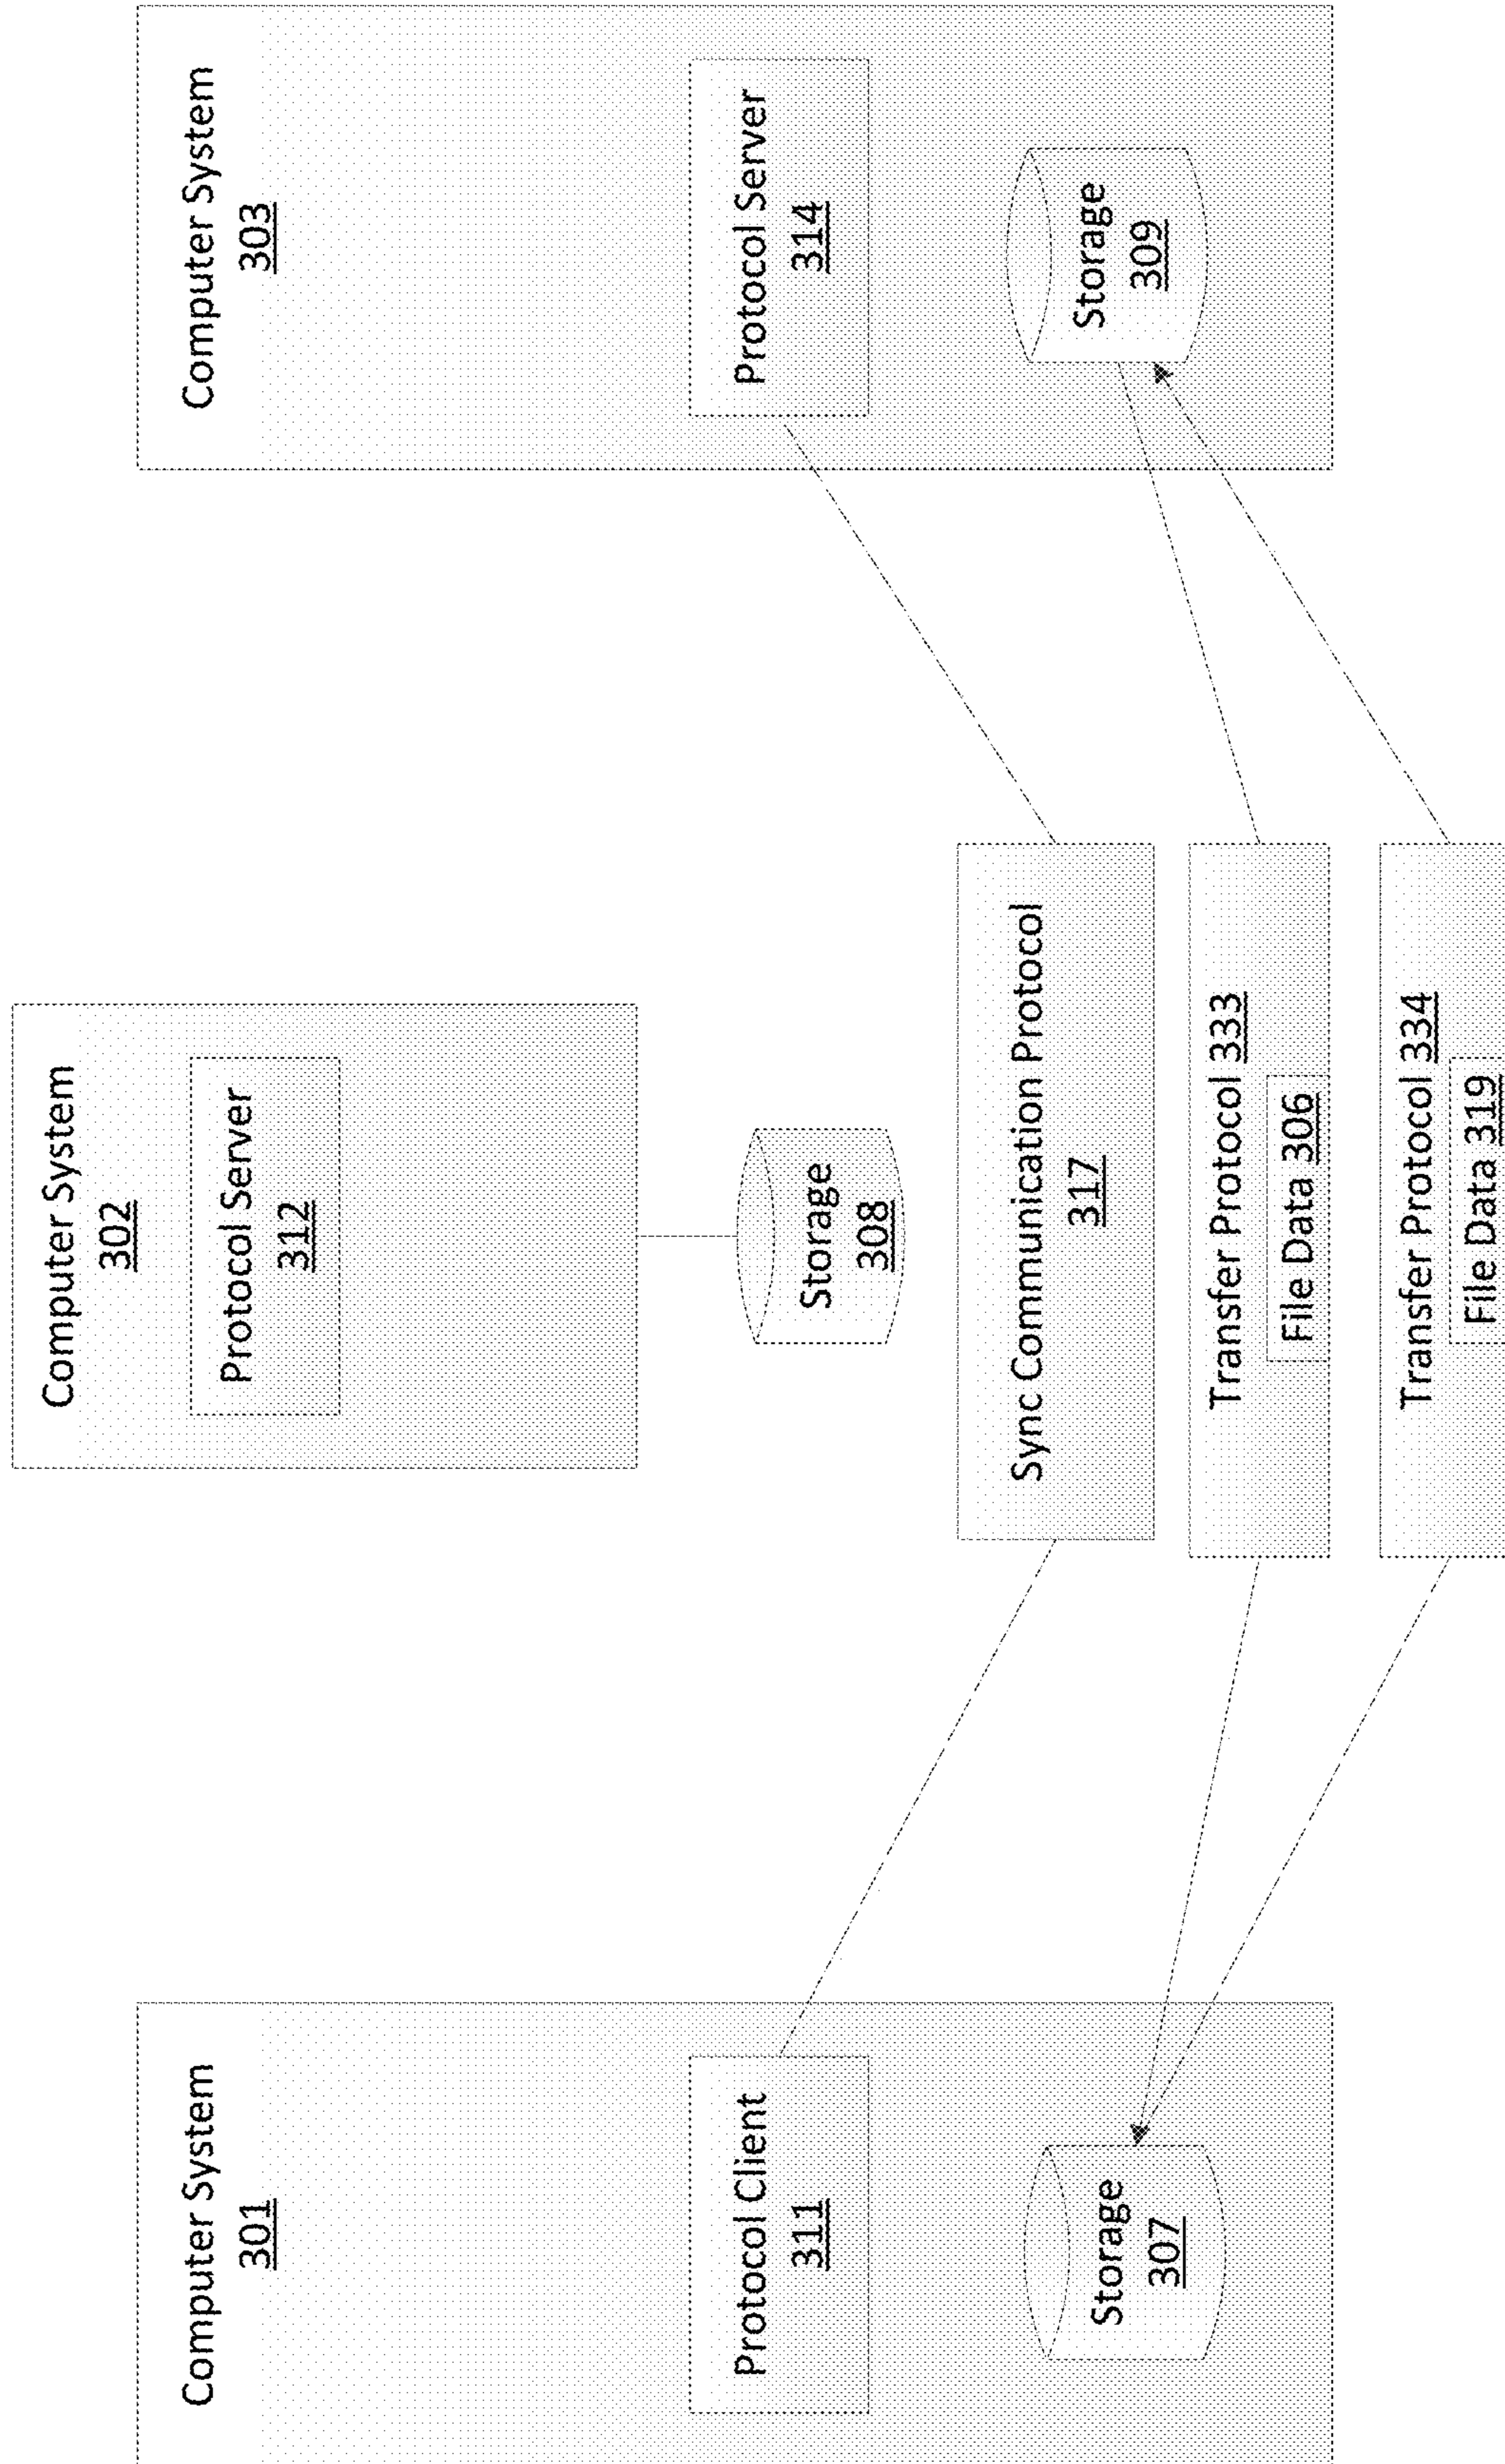 Computer System
301
Protocol Client
311
Storage
307
Computer System
302
Protocol Server
312
Storage
308
Sync Communication Protocol
317
Transfer Protocol 333
File Data 306
Transfer Protocol 334
File Data 319
Computer System
303
Protocol Server
314
Storage
309